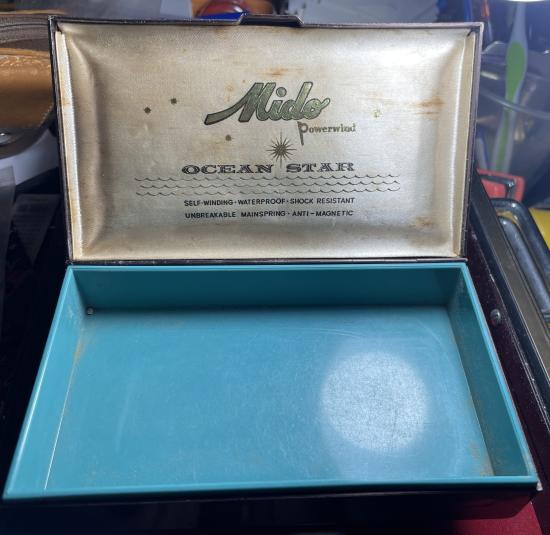 Mido
Powerwind
OCEAN STAR
SELF-WINDING·WATERPROOF·SHOCK RESISTANT
UNBREAKABLE MAINSPRING·ANTI-MAGNETIC